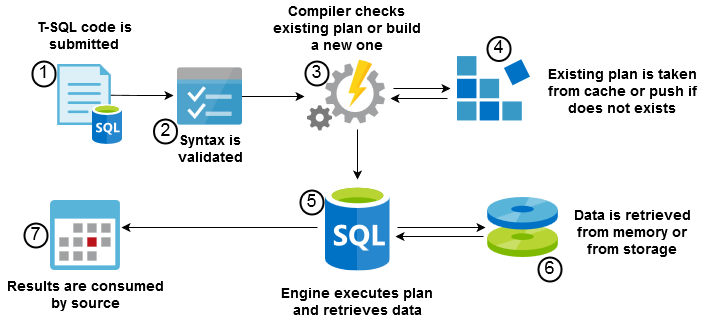 T-SQL code is
submitted
1
SQL
2
Syntax is
validated
Compiler checks
existing plan or build
a new one
3
4
Existing plan is taken
from cache or push if
does not exists
5
SQL
Engine executes plan
and retrieves data
6
Data is retrieved
from memory or
from storage
7
Results are consumed
by source